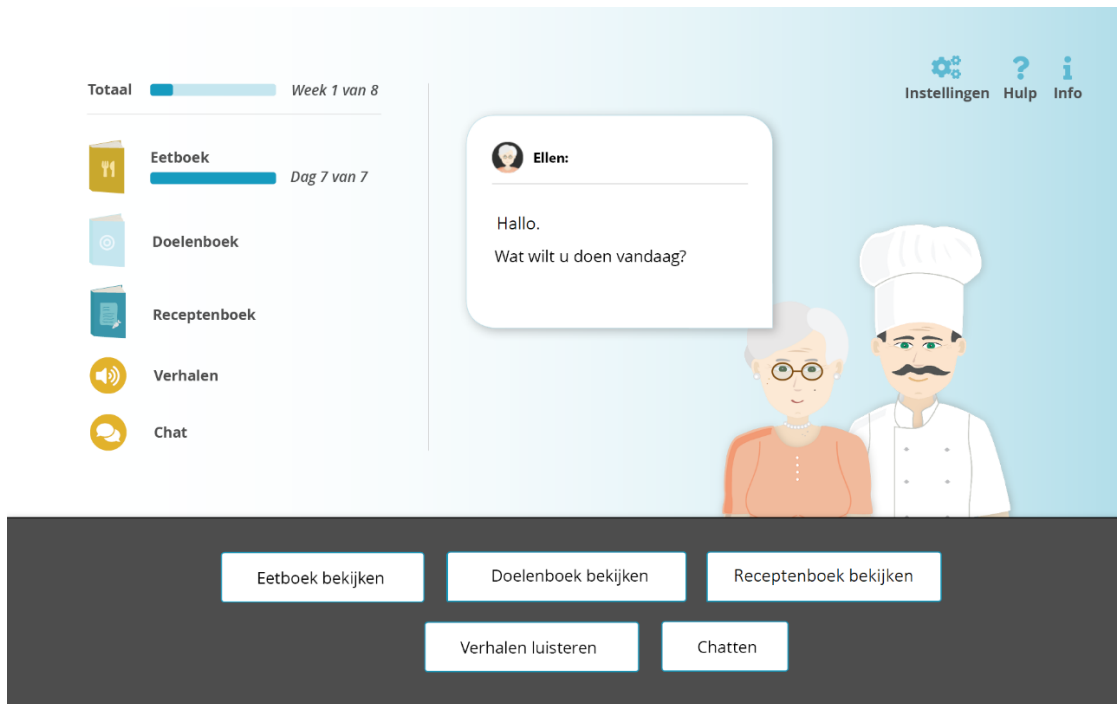 Totaal
Week 1 van 8
Eetboek
Dag 7 van 7
Doelenboek
Receptenboek
Verhalen
Chat
Instellingen
Hulp
Info
Ellen:
Hallo.
Wat wilt u doen vandaag?
Eetboek bekijken
Doelenboek bekijken
Receptenboek bekijken
Verhalen luisteren
Chatten